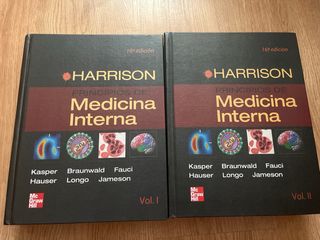 16ª edición
HARRISON
PRINCIPIOS DE
Medicina
Interna
Kasper Braunwald Fauci
Hauser Longo Jameson
Mc
Graw
Hill
Vol. I
16ª edición
HARRISON
PRINCIPIOS DE
Medicina
Interna
Kasper Braunwald Fauci
Hauser Longo Jameson
Mc
Graw
Hill
Vol. II